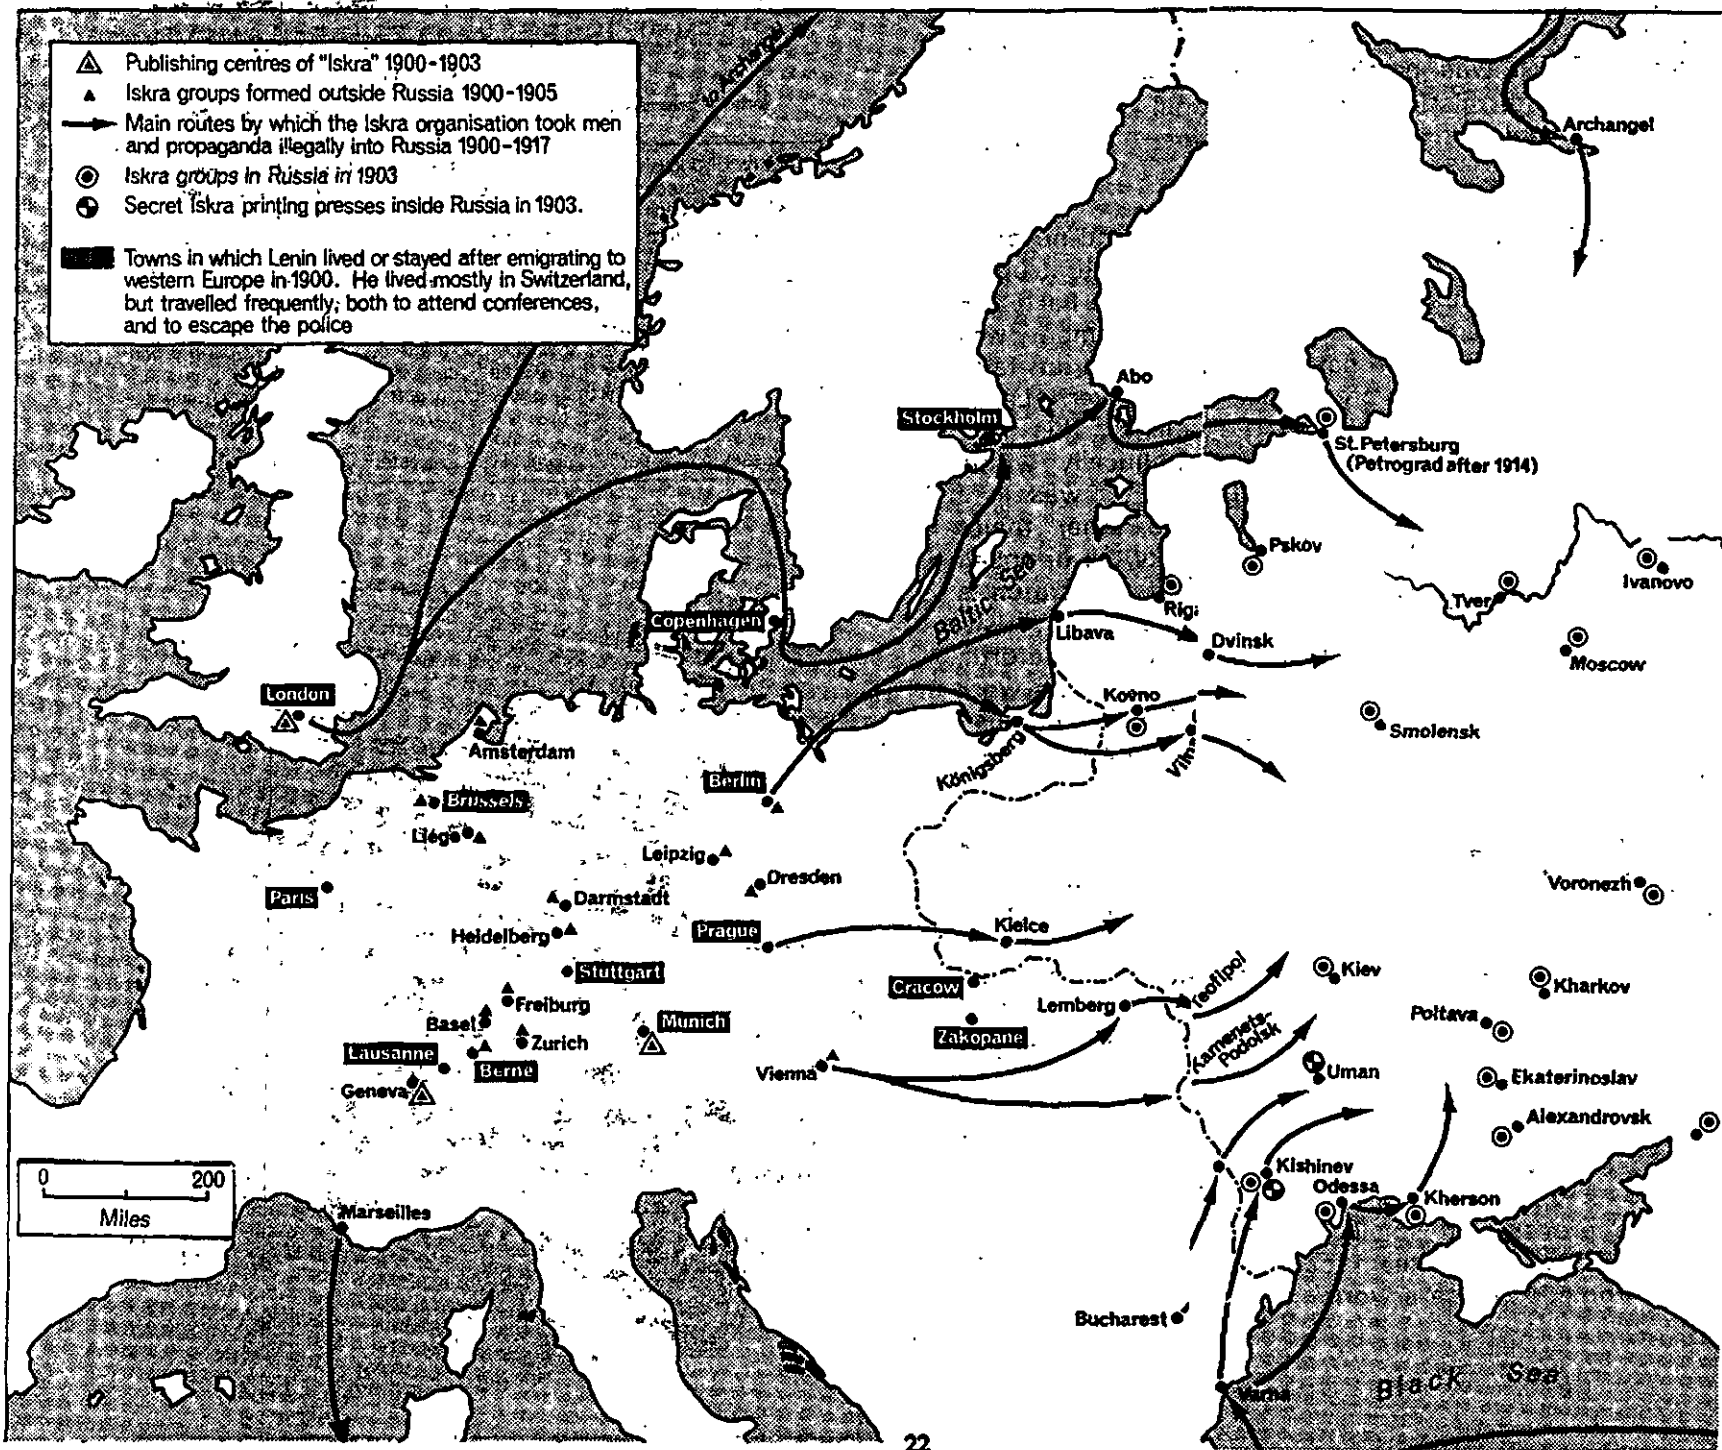 Publishing centres of "Iskra" 1900-1903
Iskra groups formed outside Russia 1900-1905
Main routes by which the Iskra organisation took men
and propaganda illegally into Russia 1900-1917
Iskra groups in Russia in 1903
Secret Iskra printing presses inside Russia in 1903.
Towns in which Lenin lived or stayed after emigrating to
western Europe in 1900. He lived mostly in Switzerland,
but travelled frequently, both to attend conferences,
and to escape the police
to Archangel
Archangel
Abo
Stockholm
St. Petersburg
(Petrograd after 1914)
Pskov
Ivanovo
Tver
Riga
Baltic Sea
Copenhagen
Libava
Dvinsk
Moscow
London
Kovno
Smolensk
Amsterdam
Königsberg
Vilna
Berlin
Brussels
Liége
Leipzig
Dresden
Voronezh
Paris
Darmstadt
Heidelberg
Prague
Kielce
Stuttgart
Cracow
Teofipol
Kiev
Kharkov
Freiburg
Lemberg
Poltava
Basel
Munich
Zurich
Zakopane
Kamenets-
Podolsk
Lausanne
Berne
Vienna
Uman
Ekaterinoslav
Geneva
Alexandrovsk
Kishinev
0 200
Miles
Odessa
Kherson
Marseilles
Bucharest
Varna
Black Sea
22